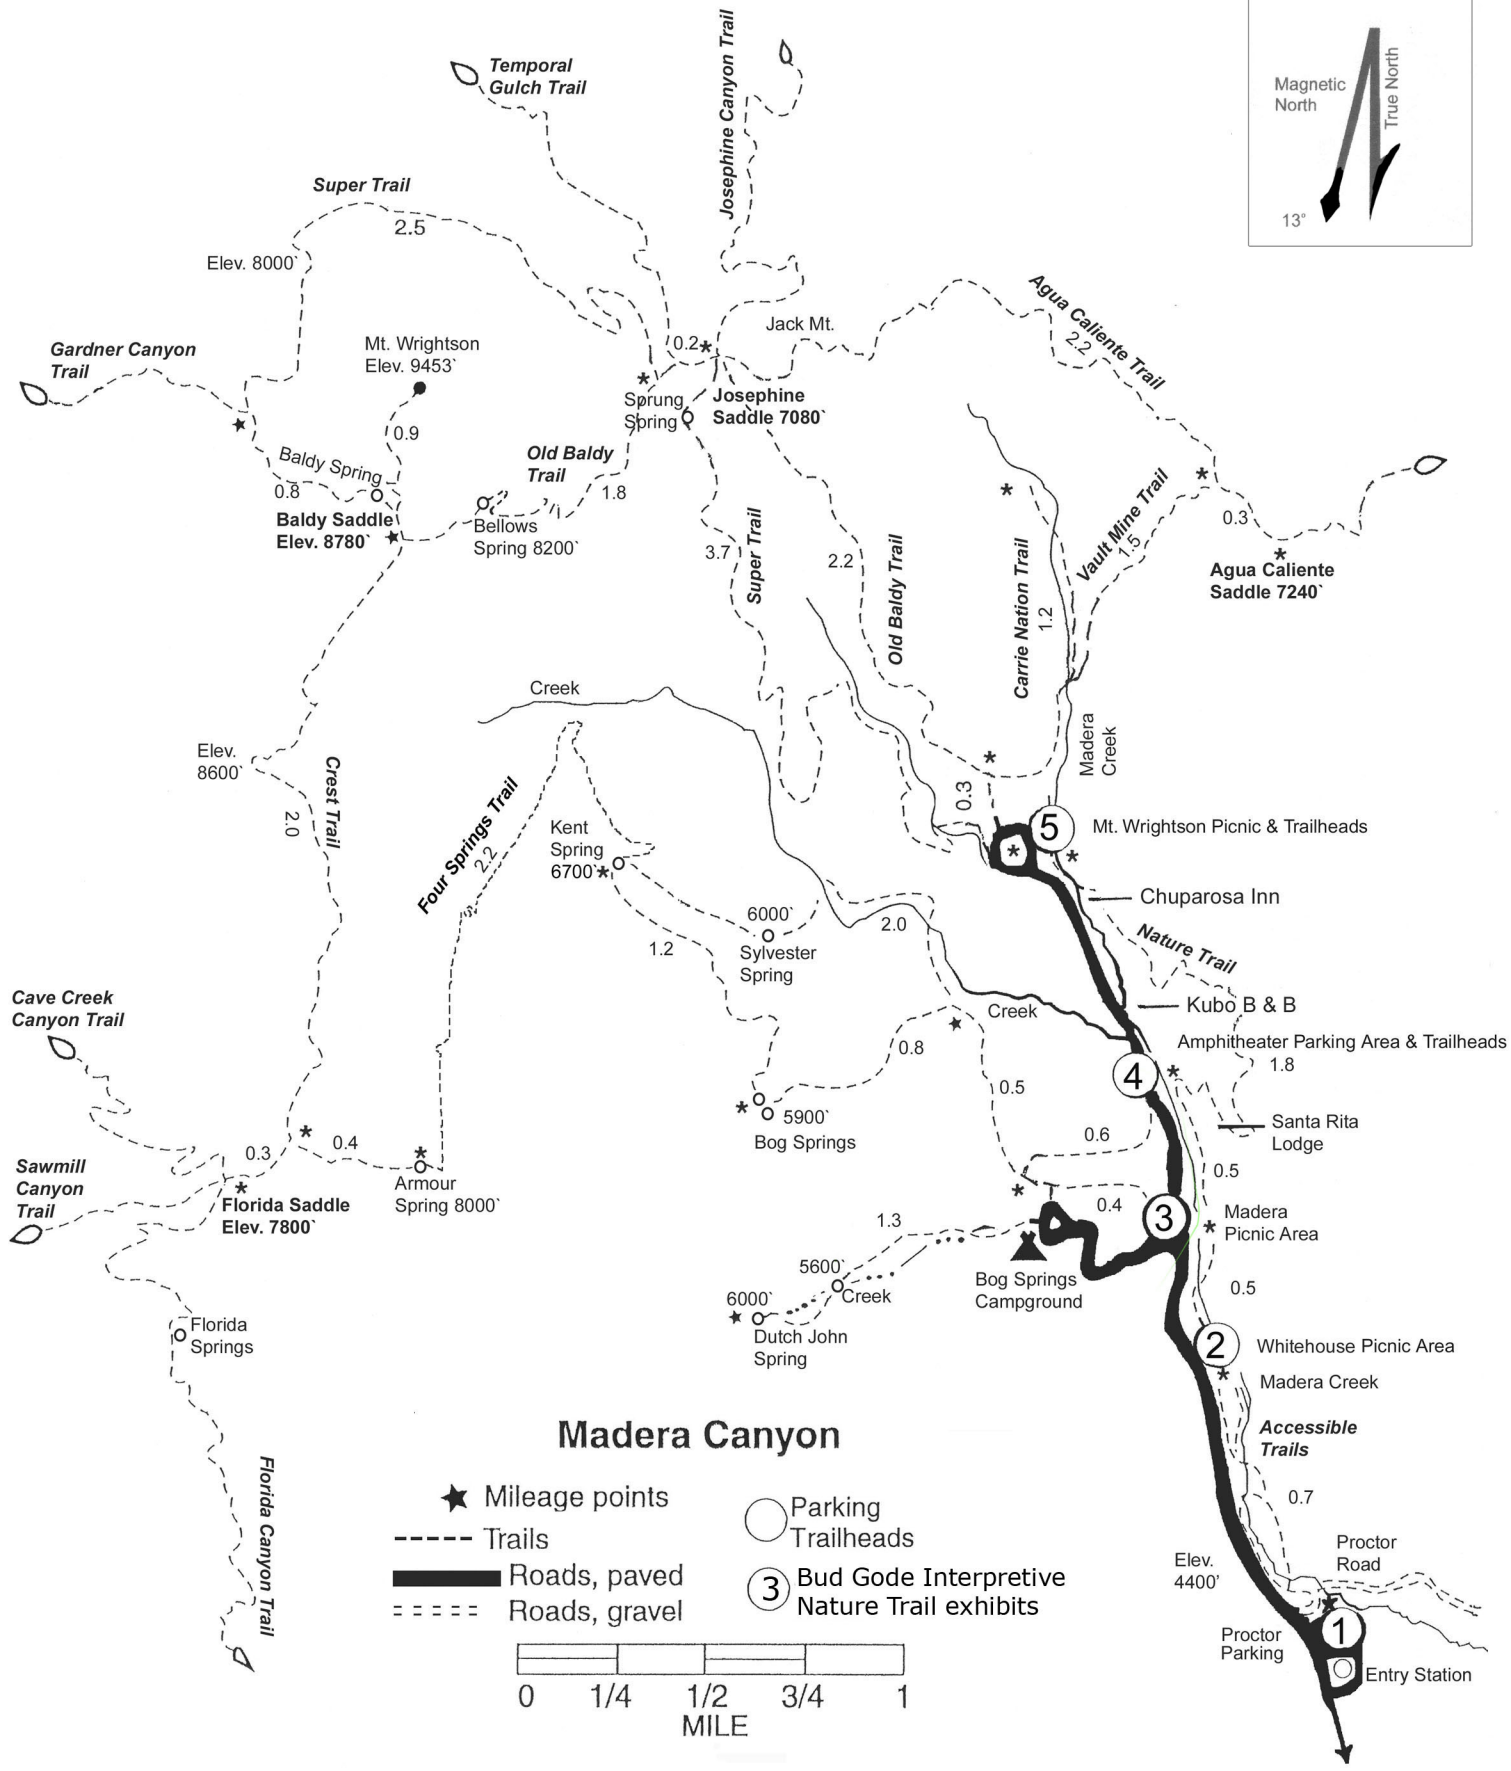 Temporal
Gulch Trail
Josephine Canyon Trail
Magnetic
North
True North
13°
Super Trail
2.5
Elev. 8000`
Gardner Canyon
Trail
Mt. Wrightson
Elev. 9453`
0.9
0.2
Jack Mt.
Agua Caliente Trail
2.2
Sprung
Spring
Josephine
Saddle 7080`
Baldy Spring
0.8
Baldy Saddle
Elev. 8780`
Old Baldy
Trail
1.8
Bellows
Spring 8200`
3.7
Super Trail
2.2
Old Baldy Trail
Carrie Nation Trail
1.2
Vault Mine Trail
1.5
0.3
Agua Caliente
Saddle 7240`
Creek
Elev.
8600`
Crest Trail
2.0
Four Springs Trail
2.2
Kent
Spring
6700`
Madera
Creek
0.3
5
Mt. Wrightson Picnic & Trailheads
Chuparosa Inn
Nature Trail
6000`
Sylvester
Spring
2.0
1.2
Creek
Kubo B & B
Amphitheater Parking Area & Trailheads
1.8
4
Cave Creek
Canyon Trail
0.8
0.5
5900`
Bog Springs
0.6
Santa Rita
Lodge
0.3
0.4
Armour
Spring 8000`
Sawmill
Canyon
Trail
Florida Saddle
Elev. 7800`
0.5
0.4
3
Madera
Picnic Area
1.3
5600`
Creek
6000`
Dutch John
Spring
Bog Springs
Campground
0.5
Florida
Springs
2
Whitehouse Picnic Area
Madera Creek
Accessible
Trails
0.7
Florida Canyon Trail
Madera Canyon
Mileage points
Trails
Roads, paved
Roads, gravel
Parking
Trailheads
3
Bud Gode Interpretive
Nature Trail exhibits
0 1/4 1/2 3/4 1
MILE
Elev.
4400'
Proctor
Road
1
Proctor
Parking
Entry Station